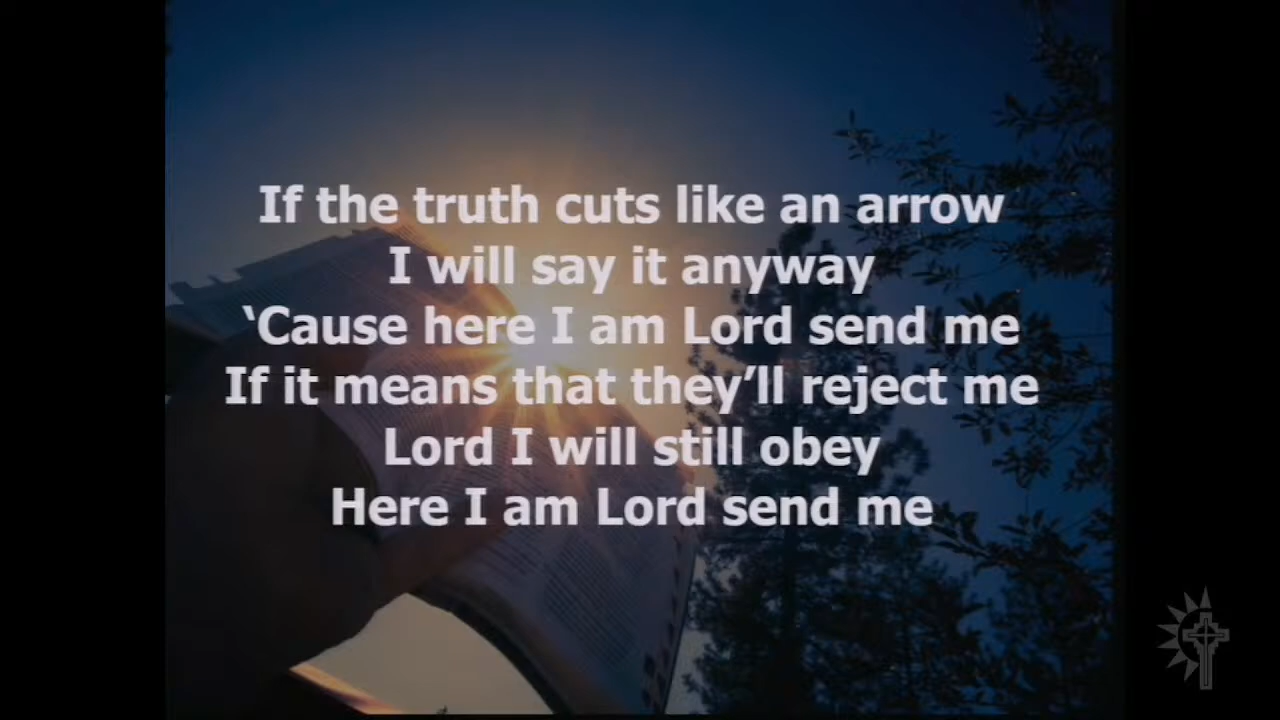 If the truth cuts like an arrow
I will say it anyway
‘Cause here I am Lord send me
If it means that they’ll reject me
Lord I will still obey
Here I am Lord send me